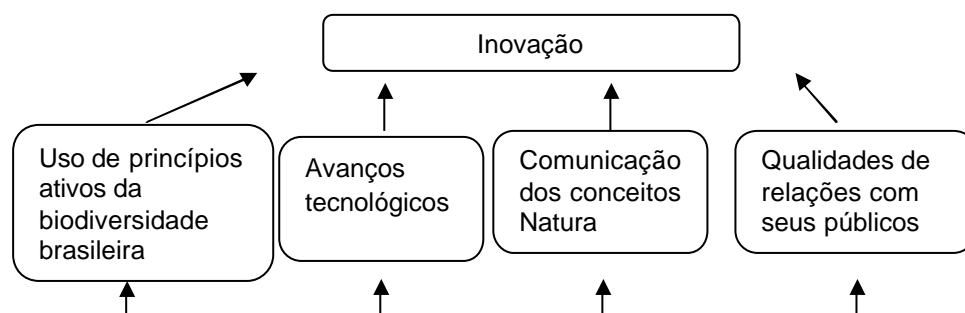 Inovação
Uso de princípios
ativos da
biodiversidade
brasileira
Avanços
tecnológicos
Comunicação
dos conceitos
Natura
Qualidades de
relações com
seus públicos